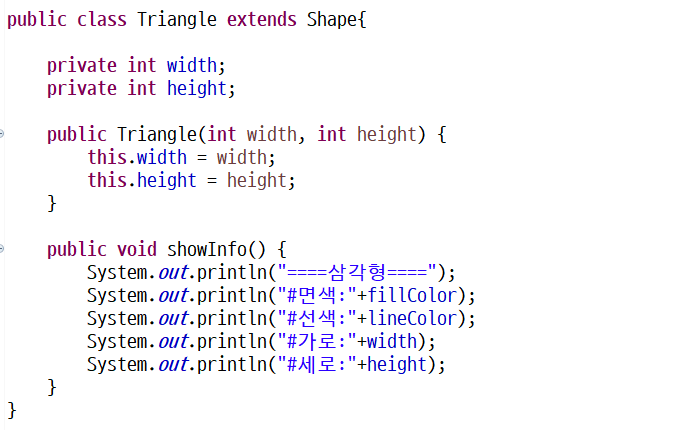 public class Triangle extends Shape{
private int width;
private int height;
public Triangle(int width, int height) {
this.width = width;
this.height = height;
}
public void showInfo() {
System.out.println("====삼각형====");
System.out.println("#면색:"+fillColor);
System.out.println("#선색:"+lineColor);
System.out.println("#가로:"+width);
System.out.println("#세로:"+height);
}
}